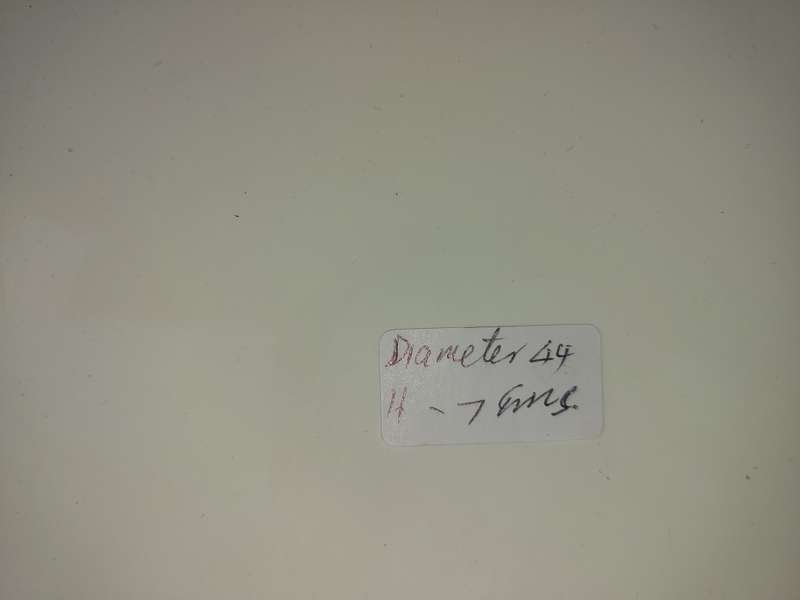 Diameter 44
H - 7 cms.